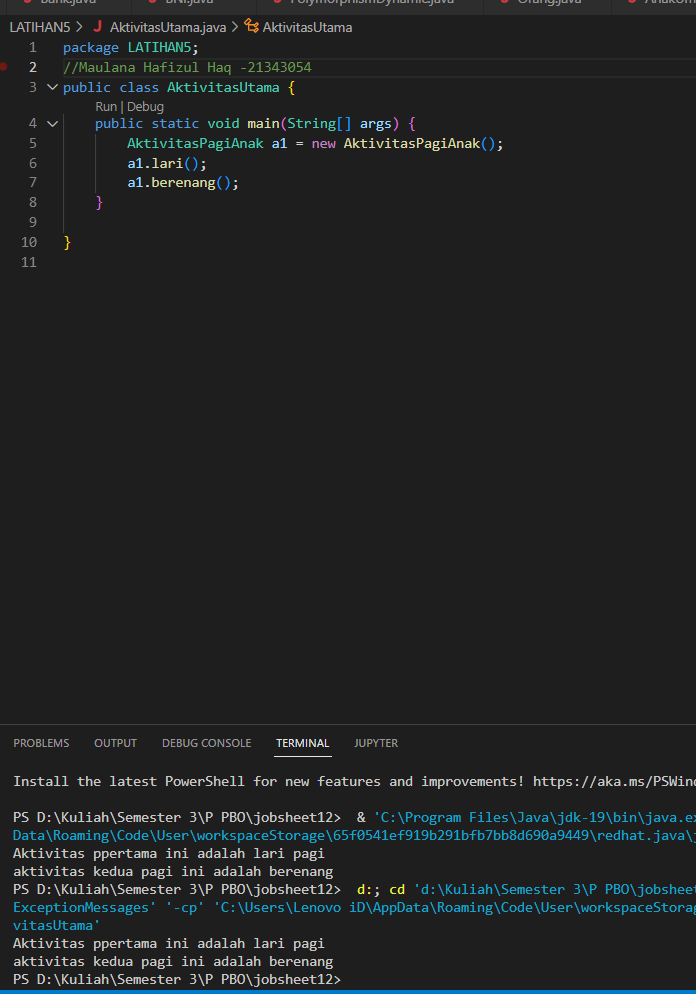 Bank.java BNI.java PolymorphismDynamic.java Orang.java
LATIHAN5 > J AktivitasUtama.java > AktivitasUtama
1 package LATIHAN5;
2 //Maulana Hafizul Haq -21343054
3 public class AktivitasUtama {
Run | Debug
4 public static void main(String[] args) {
5 AktivitasPagiAnak a1 = new AktivitasPagiAnak();
6 a1.lari();
7 a1.berenang();
8 }
9
10 }
11
PROBLEMS OUTPUT DEBUG CONSOLE TERMINAL JUPYTER
Install the latest PowerShell for new features and improvements! https://aka.ms/PSWind
PS D:\Kuliah\Semester 3\P PBO\jobsheet12> & 'C:\Program Files\Java\jdk-19\bin\java.ex
Data\Roaming\Code\User\workspaceStorage\65f0541ef919b291bfb7bb8d690a9449\redhat.java\j
Aktivitas ppertama ini adalah lari pagi
aktivitas kedua pagi ini adalah berenang
PS D:\Kuliah\Semester 3\P PBO\jobsheet12> d:; cd 'd:\Kuliah\Semester 3\P PBO\jobsheet
ExceptionMessages' '-cp' 'C:\Users\Lenovo iD\AppData\Roaming\Code\User\workspaceStorag
vitasUtama'
Aktivitas ppertama ini adalah lari pagi
aktivitas kedua pagi ini adalah berenang
PS D:\Kuliah\Semester 3\P PBO\jobsheet12>